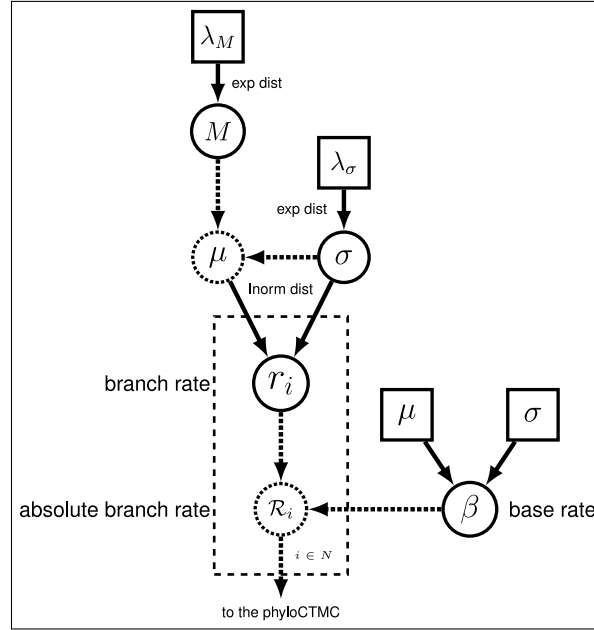 λ_M
exp dist
M
λ_σ
exp dist
μ
σ
lnorm dist
branch rate
r_i
μ
σ
absolute branch rate
ℛ_i
β
base rate
i ∈ N
to the phyloCTMC